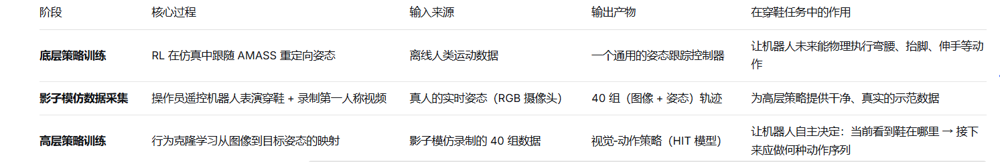 阶段 核心过程 输入来源 输出产物 在穿鞋任务中的作用
底层策略训练 RL 在仿真中跟随 AMASS 重定向姿态 离线人类运动数据 一个通用的姿态跟踪控制器 让机器人未来能物理执行弯腰、抬脚、伸手等动
作
影子模仿数据采集 操作员遥控机器人表演穿鞋 + 录制第一人称视频 真人的实时姿态（RGB 摄像头） 40 组（图像 + 姿态）轨迹 为高层策略提供干净、真实的示范数据
高层策略训练 行为克隆学习从图像到目标姿态的映射 影子模仿录制的 40 组数据 视觉-动作策略（HIT 模型） 让机器人自主决定：当前看到鞋在哪里 → 接下
来应做何种动作序列